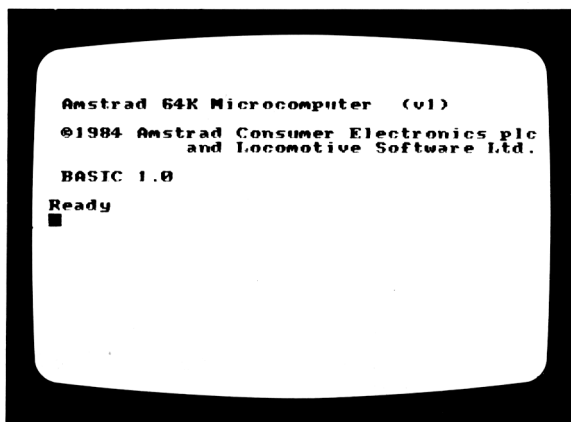 Amstrad 64K Microcomputer (v1)
©1984 Amstrad Consumer Electronics plc
and Locomotive Software Ltd.
BASIC 1.0
Ready